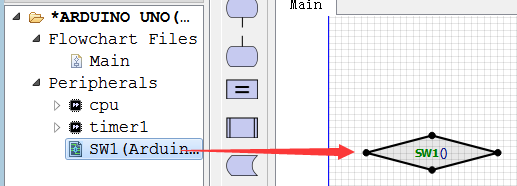 *ARDUINO UNO(…
Flowchart Files
Main
Peripherals
cpu
timer1
SW1(Arduin…
Main
SW1()